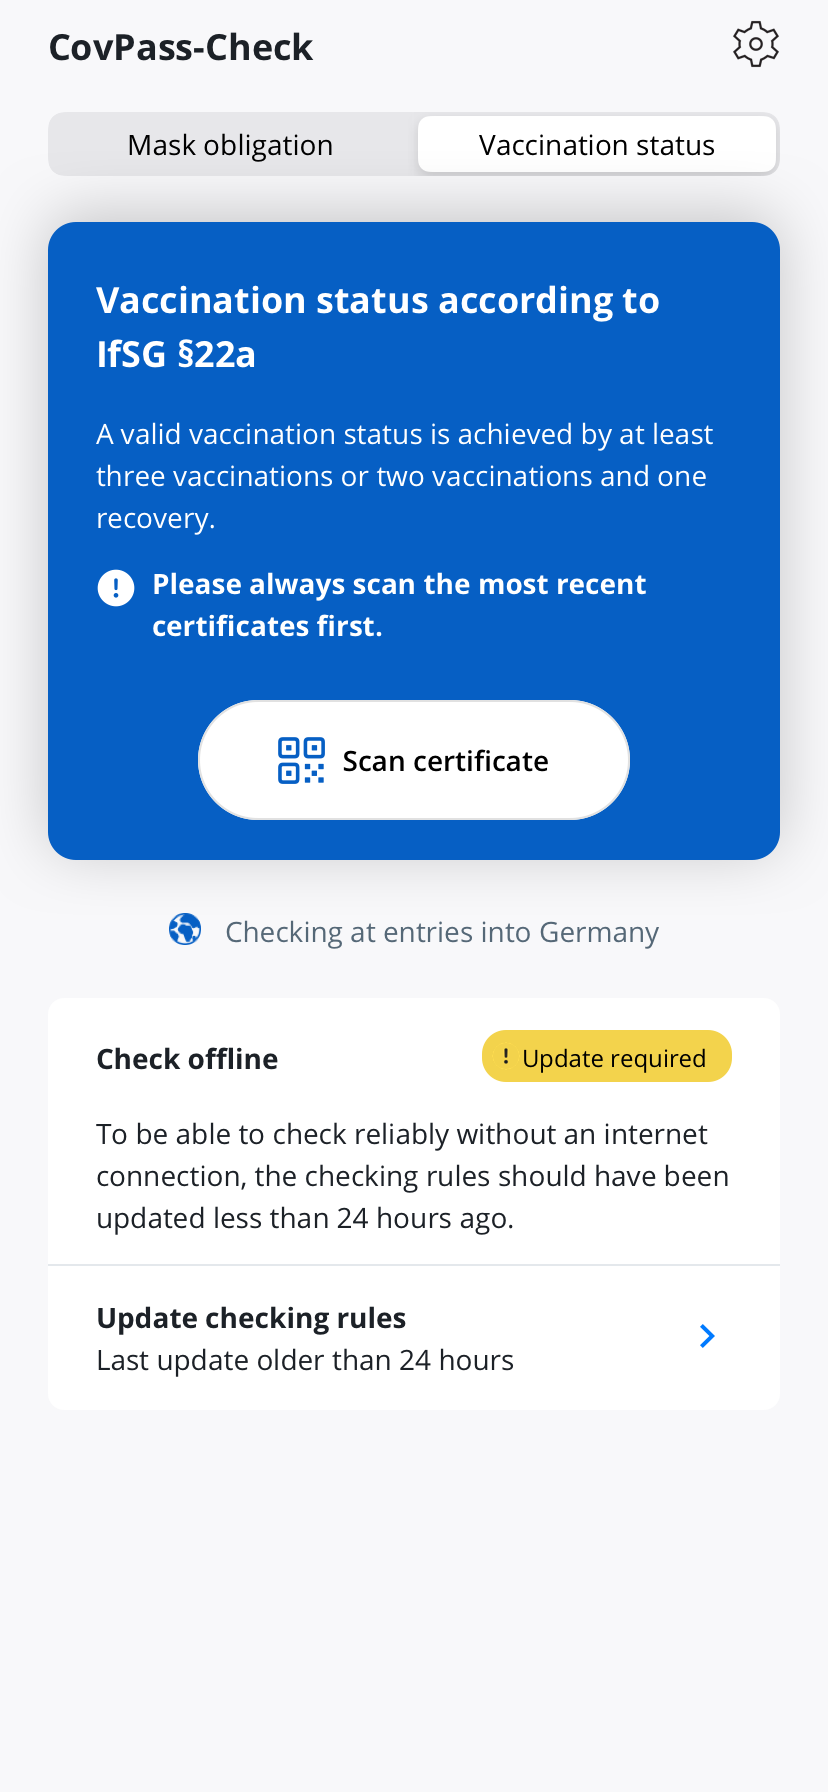 CovPass-Check
Mask obligation
Vaccination status
Vaccination status according to
IfSG §22a
A valid vaccination status is achieved by at least
three vaccinations or two vaccinations and one
recovery.
Please always scan the most recent
certificates first.
Scan certificate
Checking at entries into Germany
Check offline
! Update required
To be able to check reliably without an internet
connection, the checking rules should have been
updated less than 24 hours ago.
Update checking rules
Last update older than 24 hours